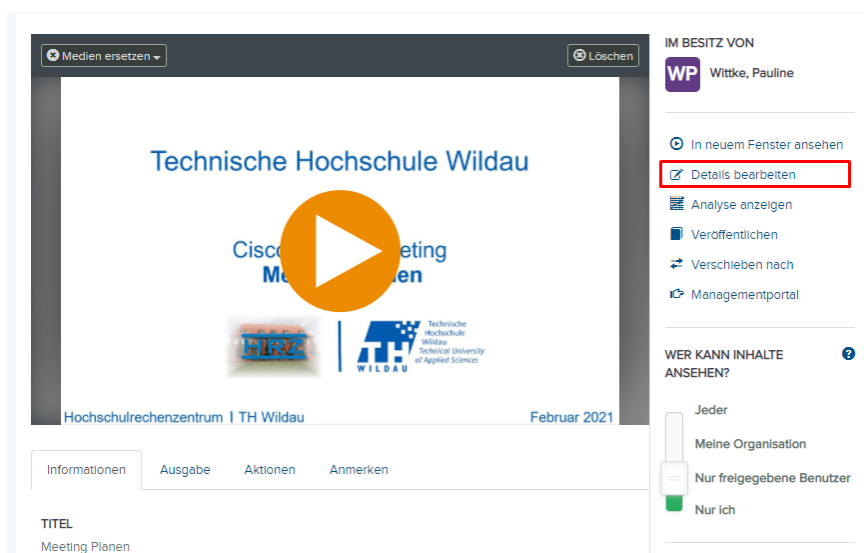 Medien ersetzen
Löschen
Technische Hochschule Wildau
Cisco eting
Me en
HRZ
TH
WILDAU
Technische
Hochschule
Wildau
Technical University
of Applied Sciences
Hochschulrechenzentrum | TH Wildau
Februar 2021
Informationen
Ausgabe
Aktionen
Anmerken
TITEL
Meeting Planen
IM BESITZ VON
WP
Wittke, Pauline
In neuem Fenster ansehen
Details bearbeiten
Analyse anzeigen
Veröffentlichen
Verschieben nach
Managementportal
WER KANN INHALTE
ANSEHEN?
Jeder
Meine Organisation
Nur freigegebene Benutzer
Nur ich